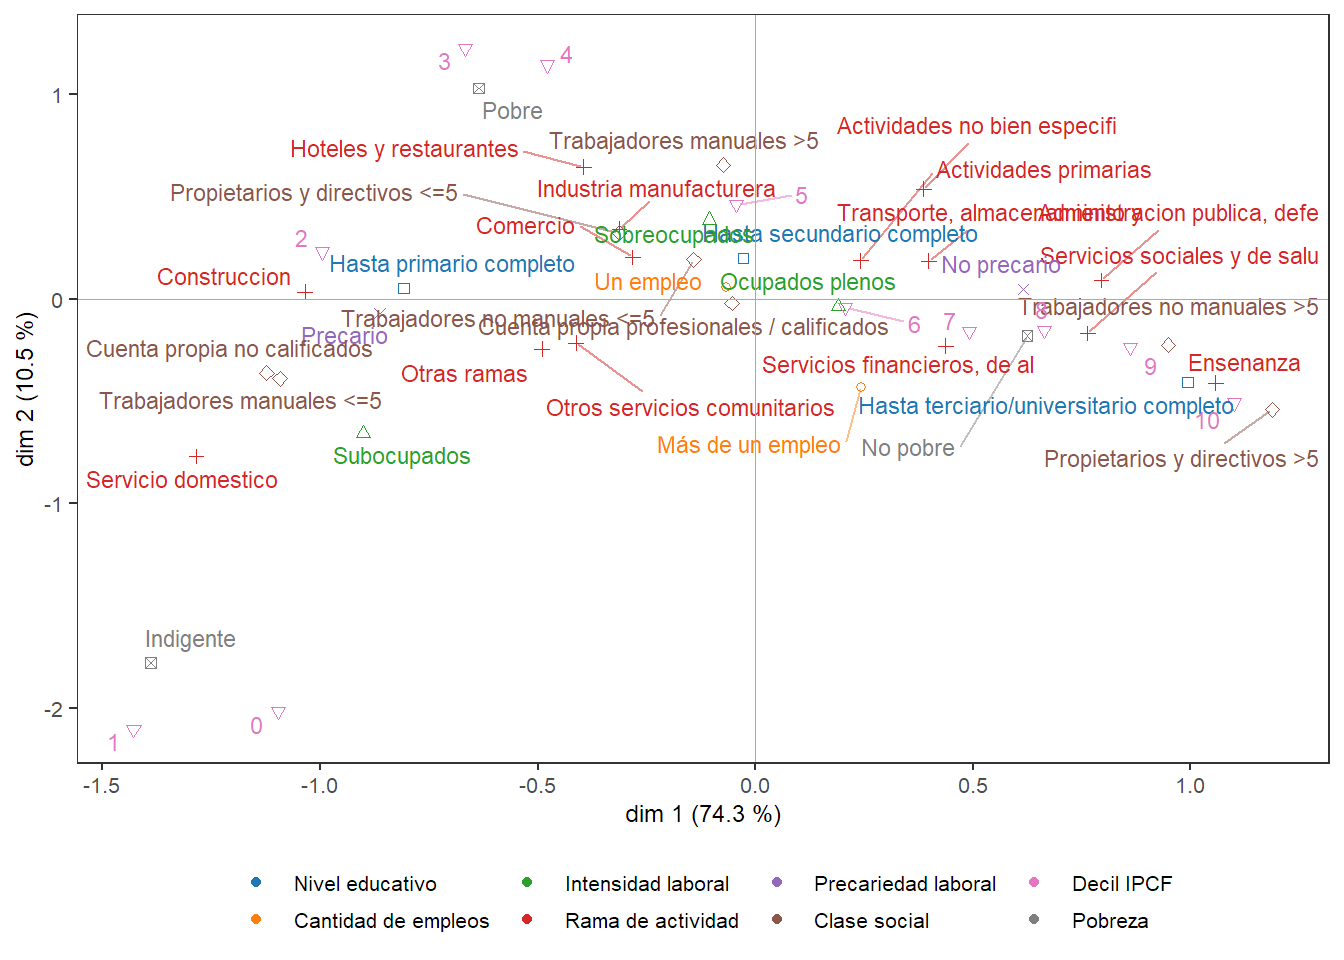 3
4
Pobre
Actividades no bien especifi
Trabajadores manuales >5
Hoteles y restaurantes
Actividades primarias
Propietarios y directivos <=5
Industria manufacturera
5
Transporte, almacenamiento y
Administracion publica, defe
Comercio
Sobreocupados
Hasta secundario completo
2
Hasta primario completo
No precario
Servicios sociales y de salu
Construccion
Un empleo
Ocupados plenos
Trabajadores no manuales >5
8
Trabajadores no manuales <=5
Cuenta propia profesionales / calificados
6
7
Precario
Cuenta propia no calificados
Servicios financieros, de al
9
Ensenanza
Otras ramas
Trabajadores manuales <=5
Otros servicios comunitarios
Hasta terciario/universitario completo
10
Más de un empleo
No pobre
Subocupados
Propietarios y directivos >5
Servicio domestico
Indigente
0
1
1
0
-1
-2
dim 2 (10.5 %)
-1.5 -1.0 -0.5 0.0 0.5 1.0
dim 1 (74.3 %)
Nivel educativo Intensidad laboral Precariedad laboral Decil IPCF
Cantidad de empleos Rama de actividad Clase social Pobreza